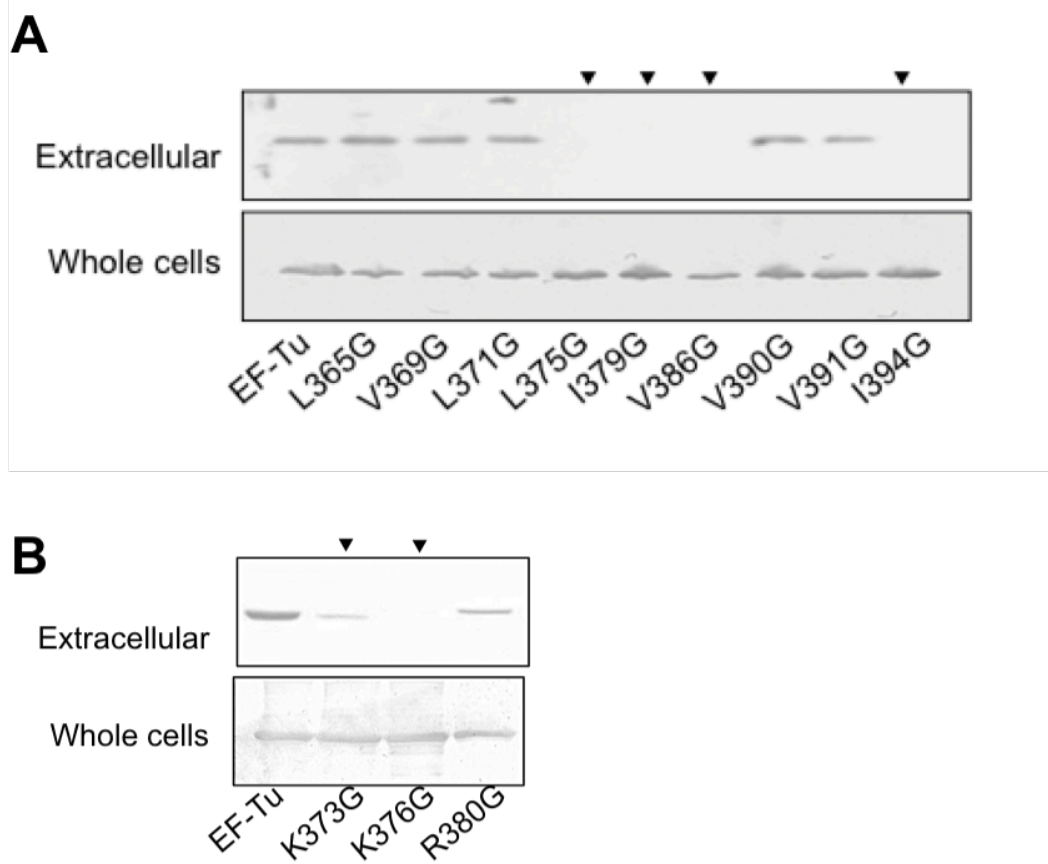 A
Extracellular
Whole cells
EF-Tu L365G V369G L371G L375G I379G V386G V390G V391G I394G
B
Extracellular
Whole cells
EF-Tu K373G K376G R380G